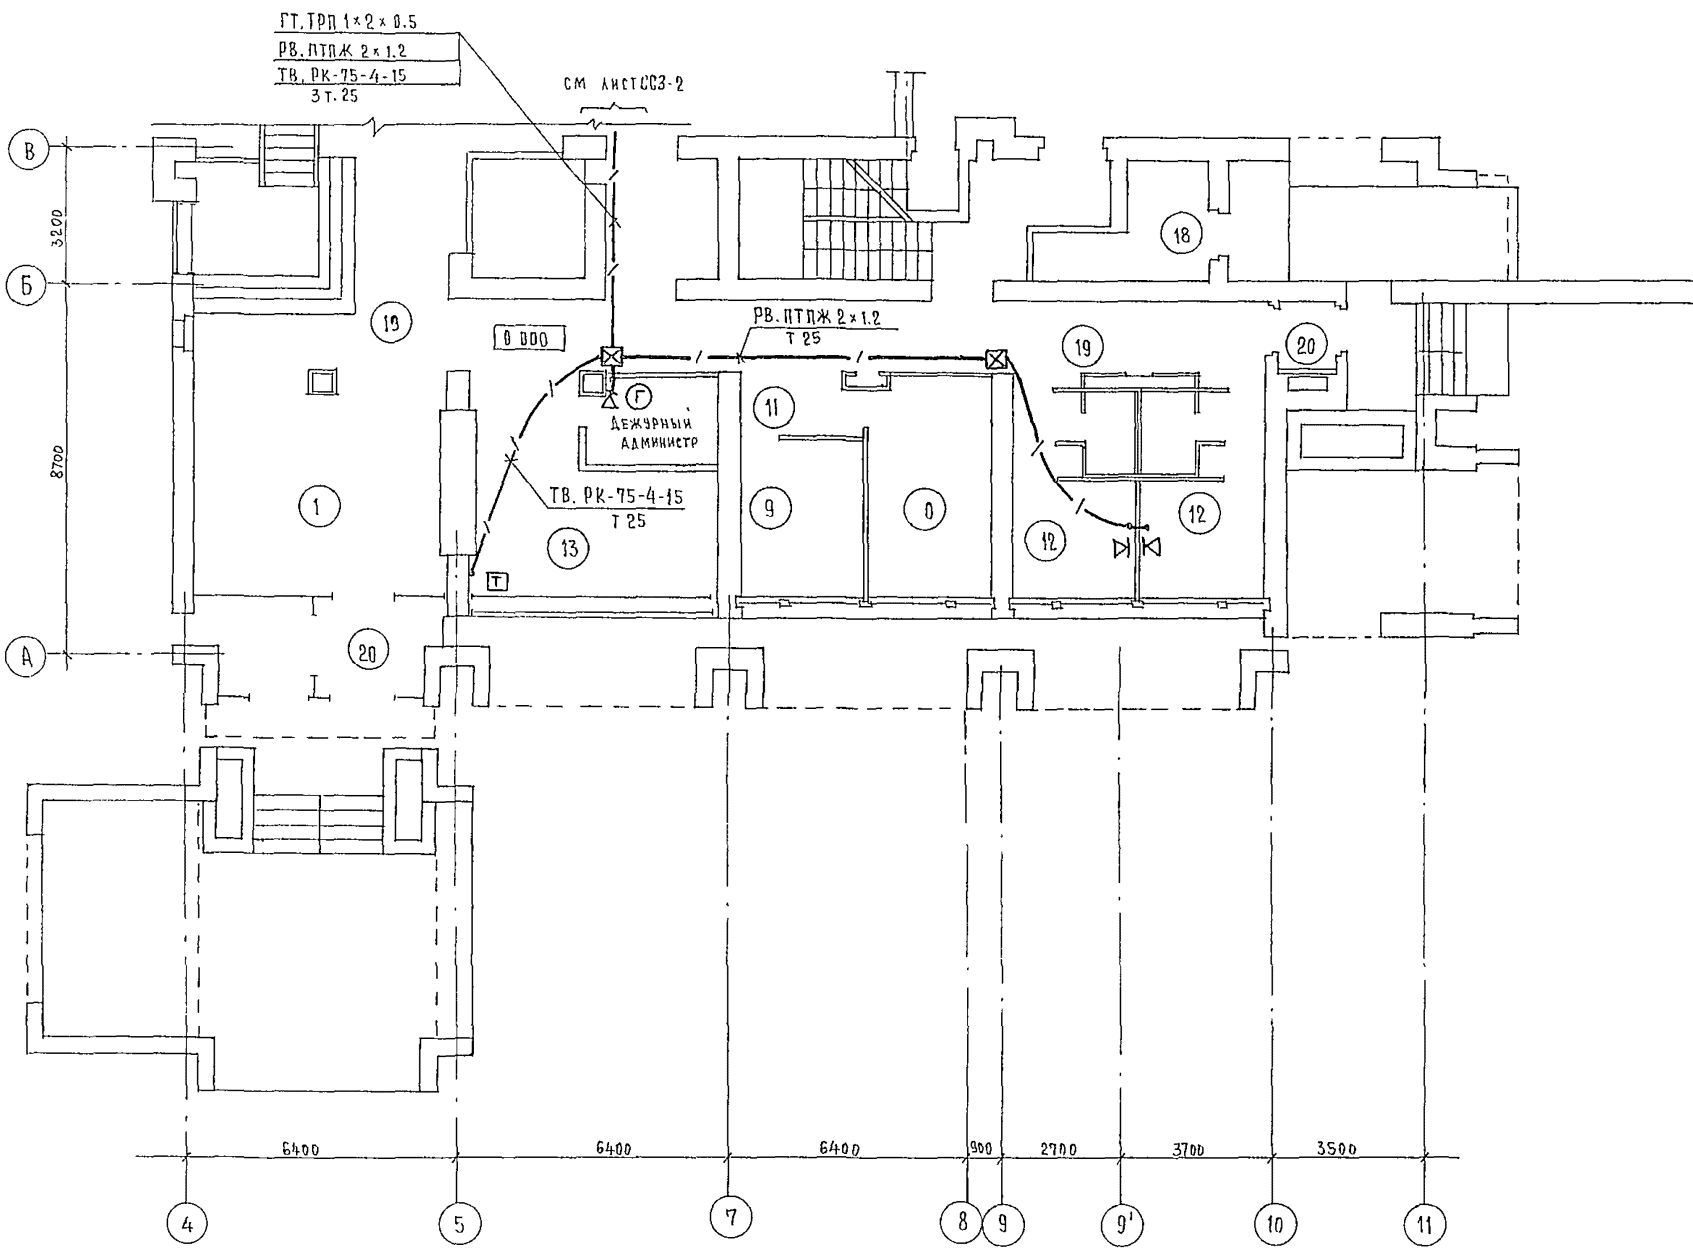 ГТ. ТРП 1×2×0.5
РВ. ПТПЖ 2×1.2
ТВ. РК-75-4-15
3 т. 25
СМ ЛИСТ СС3-2
В
3200
18
Б
19
0 000
РВ. ПТПЖ 2×1.2
Т 25
19
20
11
Г
ДЕЖУРНЫЙ
АДМИНИСТР
8700
ТВ. РК-75-4-15
Т 25
1
9
0
12
12
13
Т
А
20
6400
6400
6400
900
2700
3700
3500
4
5
7
8
9
9'
10
11